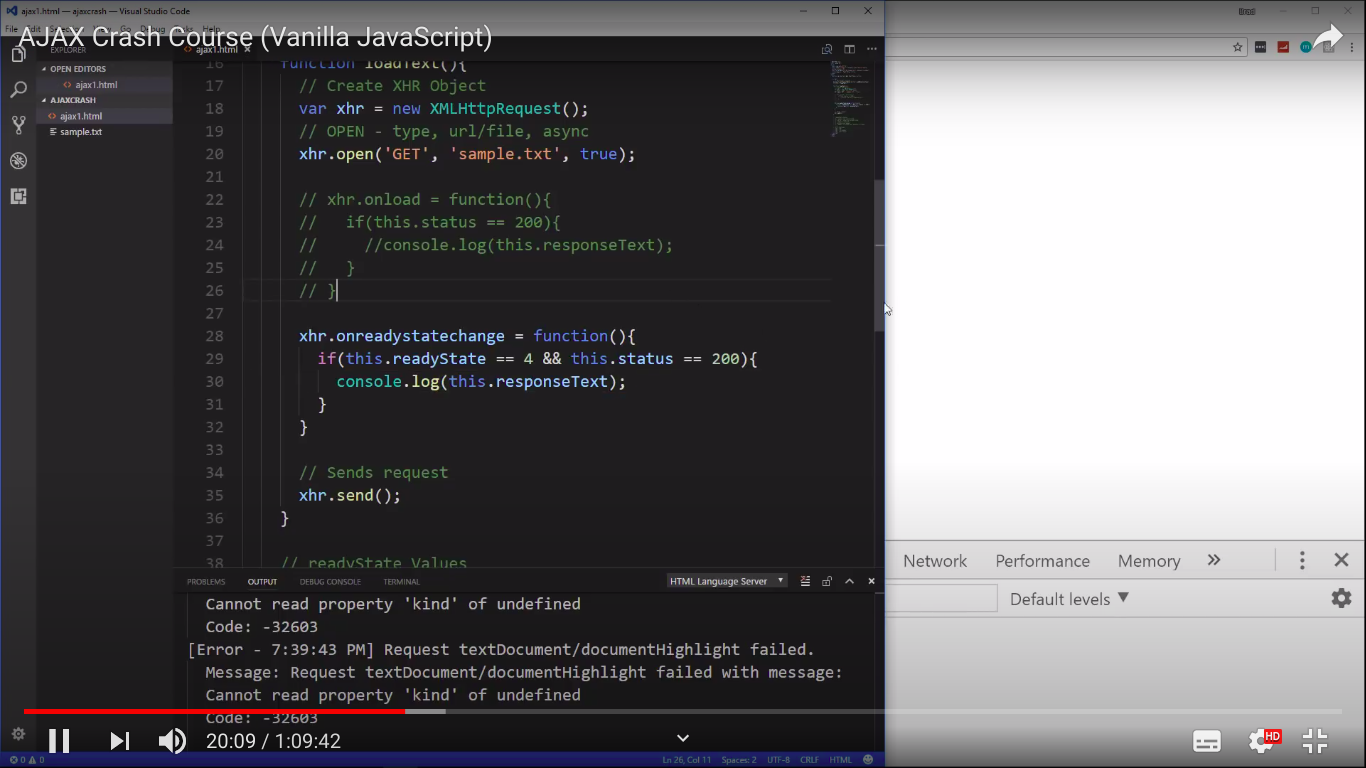 ajax1.html — ajaxcrash — Visual Studio Code
File Edit
Help
AJAX Crash Course (Vanilla JavaScript)
EXPLORER
ajax1.html
OPEN EDITORS
ajax1.html
AJAXCRASH
ajax1.html
sample.txt
16 function loadText(){
17 // Create XHR Object
18 var xhr = new XMLHttpRequest();
19 // OPEN - type, url/file, async
20 xhr.open('GET', 'sample.txt', true);
21
22 // xhr.onload = function(){
23 //   if(this.status == 200){
24 //     //console.log(this.responseText);
25 //   }
26 // }
27
28 xhr.onreadystatechange = function(){
29 if(this.readyState == 4 && this.status == 200){
30 console.log(this.responseText);
31 }
32 }
33
34 // Sends request
35 xhr.send();
36 }
37
38 // readyState Values
PROBLEMS OUTPUT DEBUG CONSOLE TERMINAL HTML Language Server
Cannot read property 'kind' of undefined
Code: -32603
[Error - 7:39:43 PM] Request textDocument/documentHighlight failed.
Message: Request textDocument/documentHighlight failed with message:
Cannot read property 'kind' of undefined
Code: -32603
Network Performance Memory
Default levels
20:09 / 1:09:42
HD
0 0 Ln 26, Col 11 Spaces: 2 UTF-8 CRLF HTML